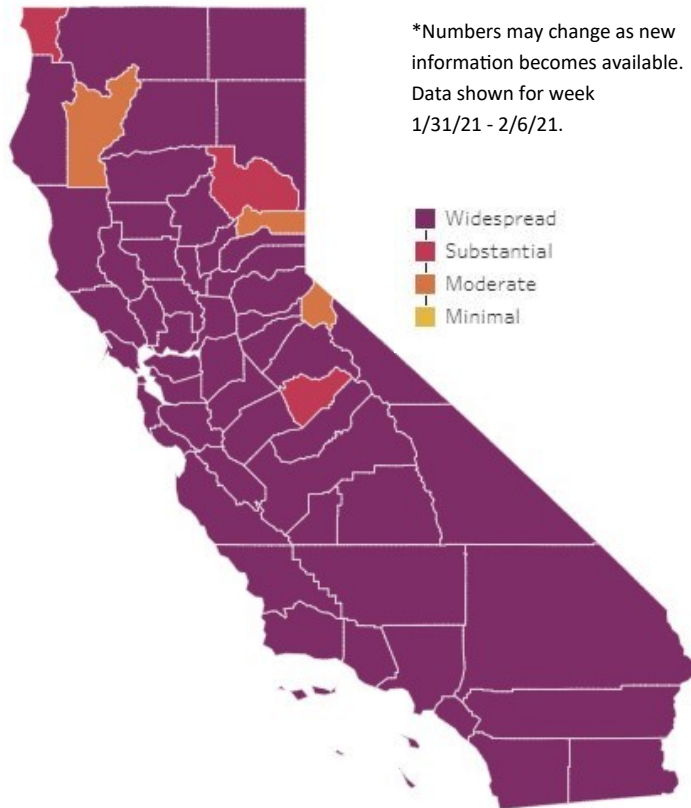 *Numbers may change as new
information becomes available.
Data shown for week
1/31/21 - 2/6/21.
Widespread
Substantial
Moderate
Minimal